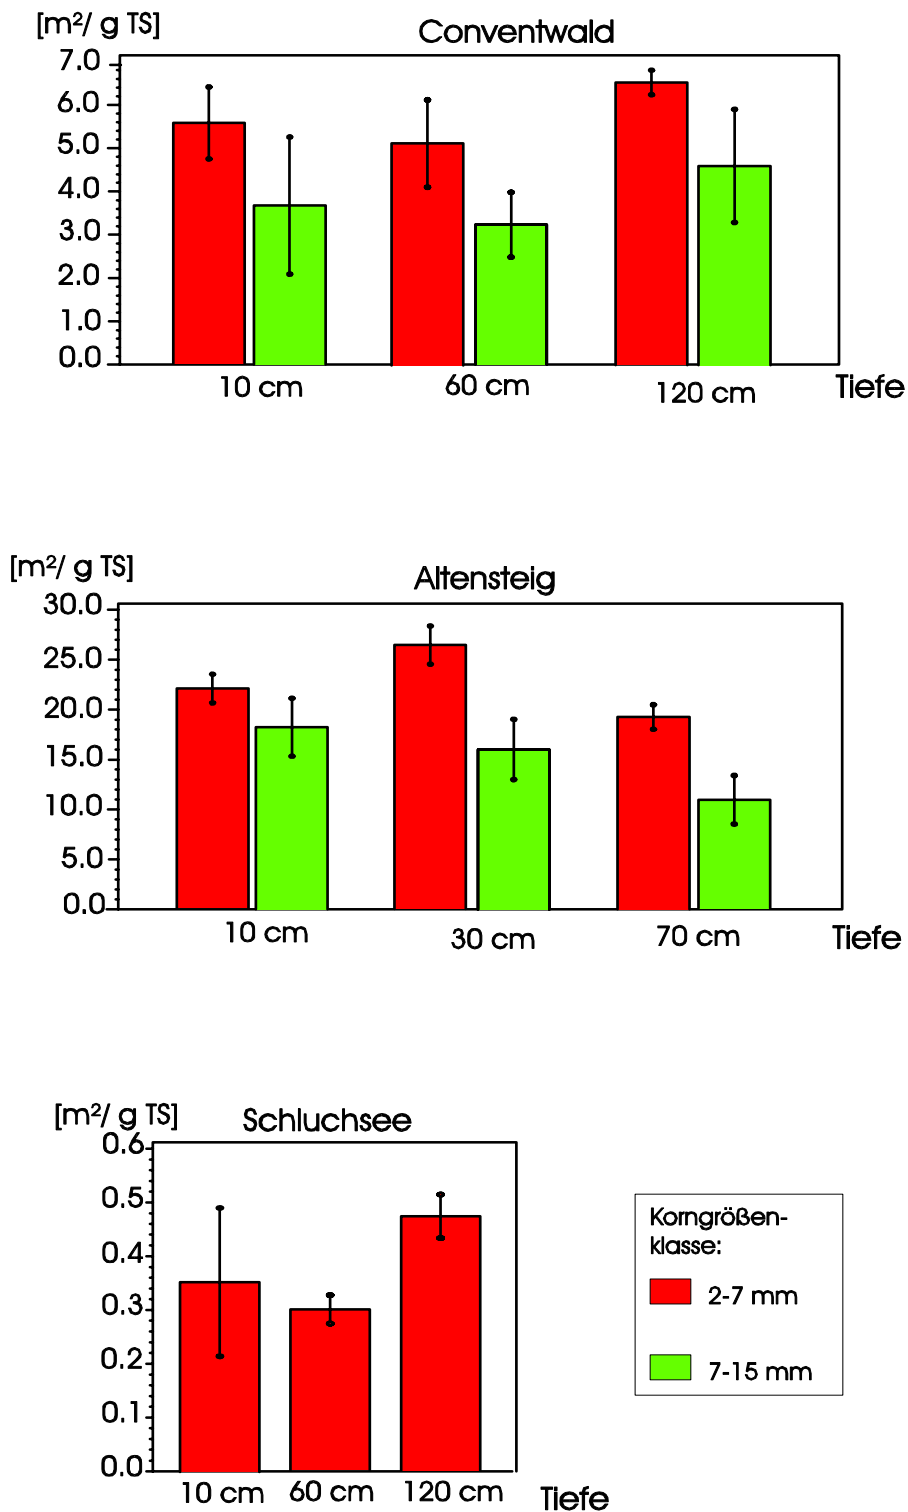 [m²/ g TS]
Conventwald
7.0
6.0
5.0
4.0
3.0
2.0
1.0
0.0
10 cm 60 cm 120 cm Tiefe
[m²/ g TS]
Altensteig
30.0
25.0
20.0
15.0
10.0
5.0
0.0
10 cm 30 cm 70 cm Tiefe
[m²/ g TS]
Schluchsee
0.6
0.5
0.4
0.3
0.2
0.1
0.0
10 cm 60 cm 120 cm Tiefe
Korngrößen-
klasse:
2-7 mm
7-15 mm